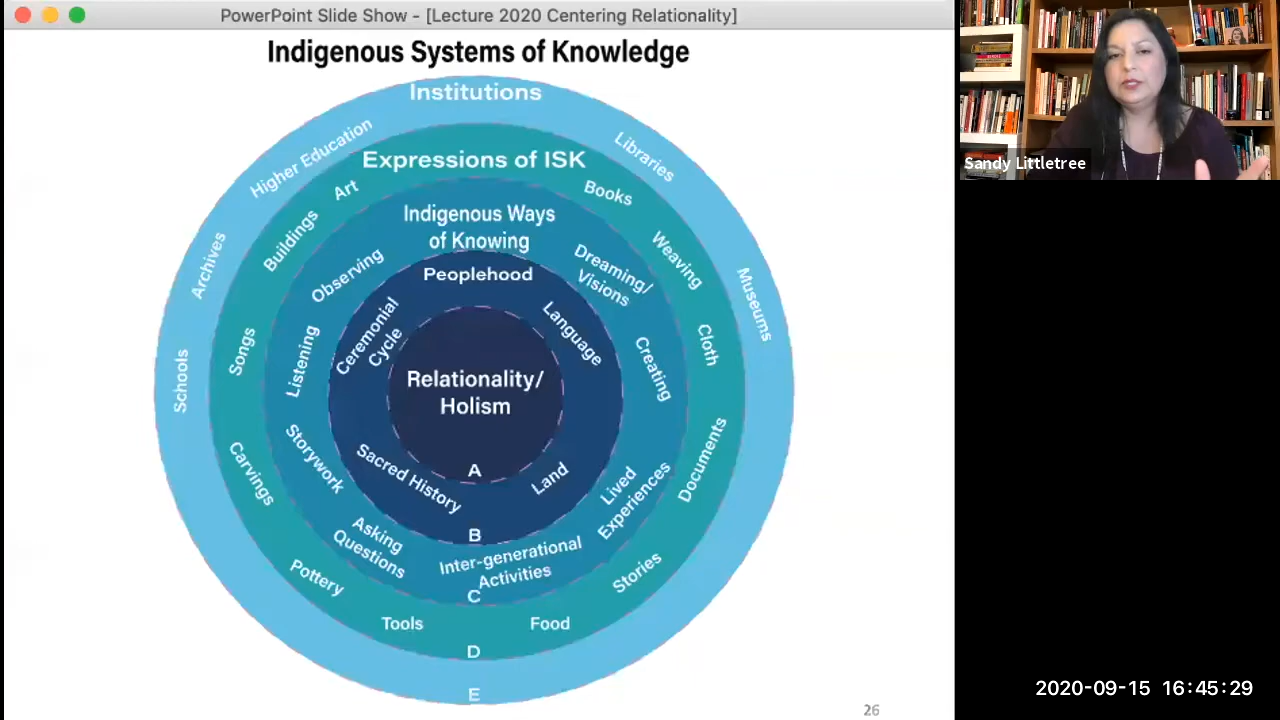 PowerPoint Slide Show - [Lecture 2020 Centering Relationality]
Indigenous Systems of Knowledge
Institutions
Higher Education
Libraries
Archives
Museums
Schools
Expressions of ISK
Art
Books
Buildings
Weaving
Songs
Cloth
Carvings
Documents
Pottery
Stories
Tools
Food
Indigenous Ways
of Knowing
Observing
Dreaming/
Visions
Listening
Creating
Storywork
Lived
Experiences
Asking
Questions
Inter-generational
Activities
Peoplehood
Ceremonial
Cycle
Language
Sacred History
Land
Relationality/
Holism
A
B
C
D
E
26
Sandy Littletree
2020-09-15 16:45:29